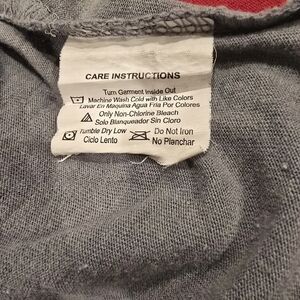 CARE INSTRUCTIONS
Turn Garment Inside Out
Machine Wash Cold with Like Colors
Lavar En Maquina Agua Fria Por Colores
Only Non-Chlorine Bleach
Solo Blanqueador Sin Cloro
Tumble Dry Low Do Not Iron
Ciclo Lento No Planchar